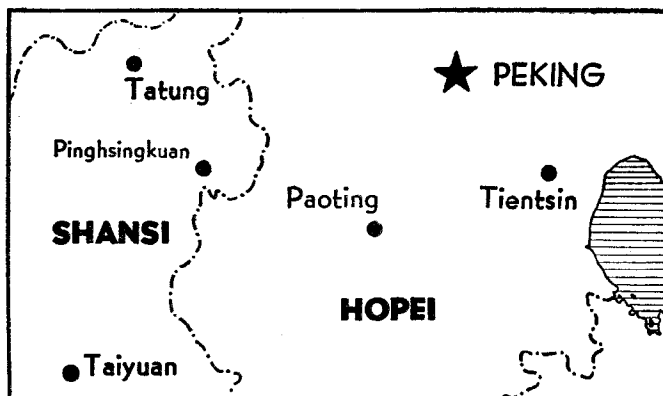 PEKING
Tatung
Pinghsingkuan
Paoting
Tientsin
SHANSI
HOPEI
Taiyuan